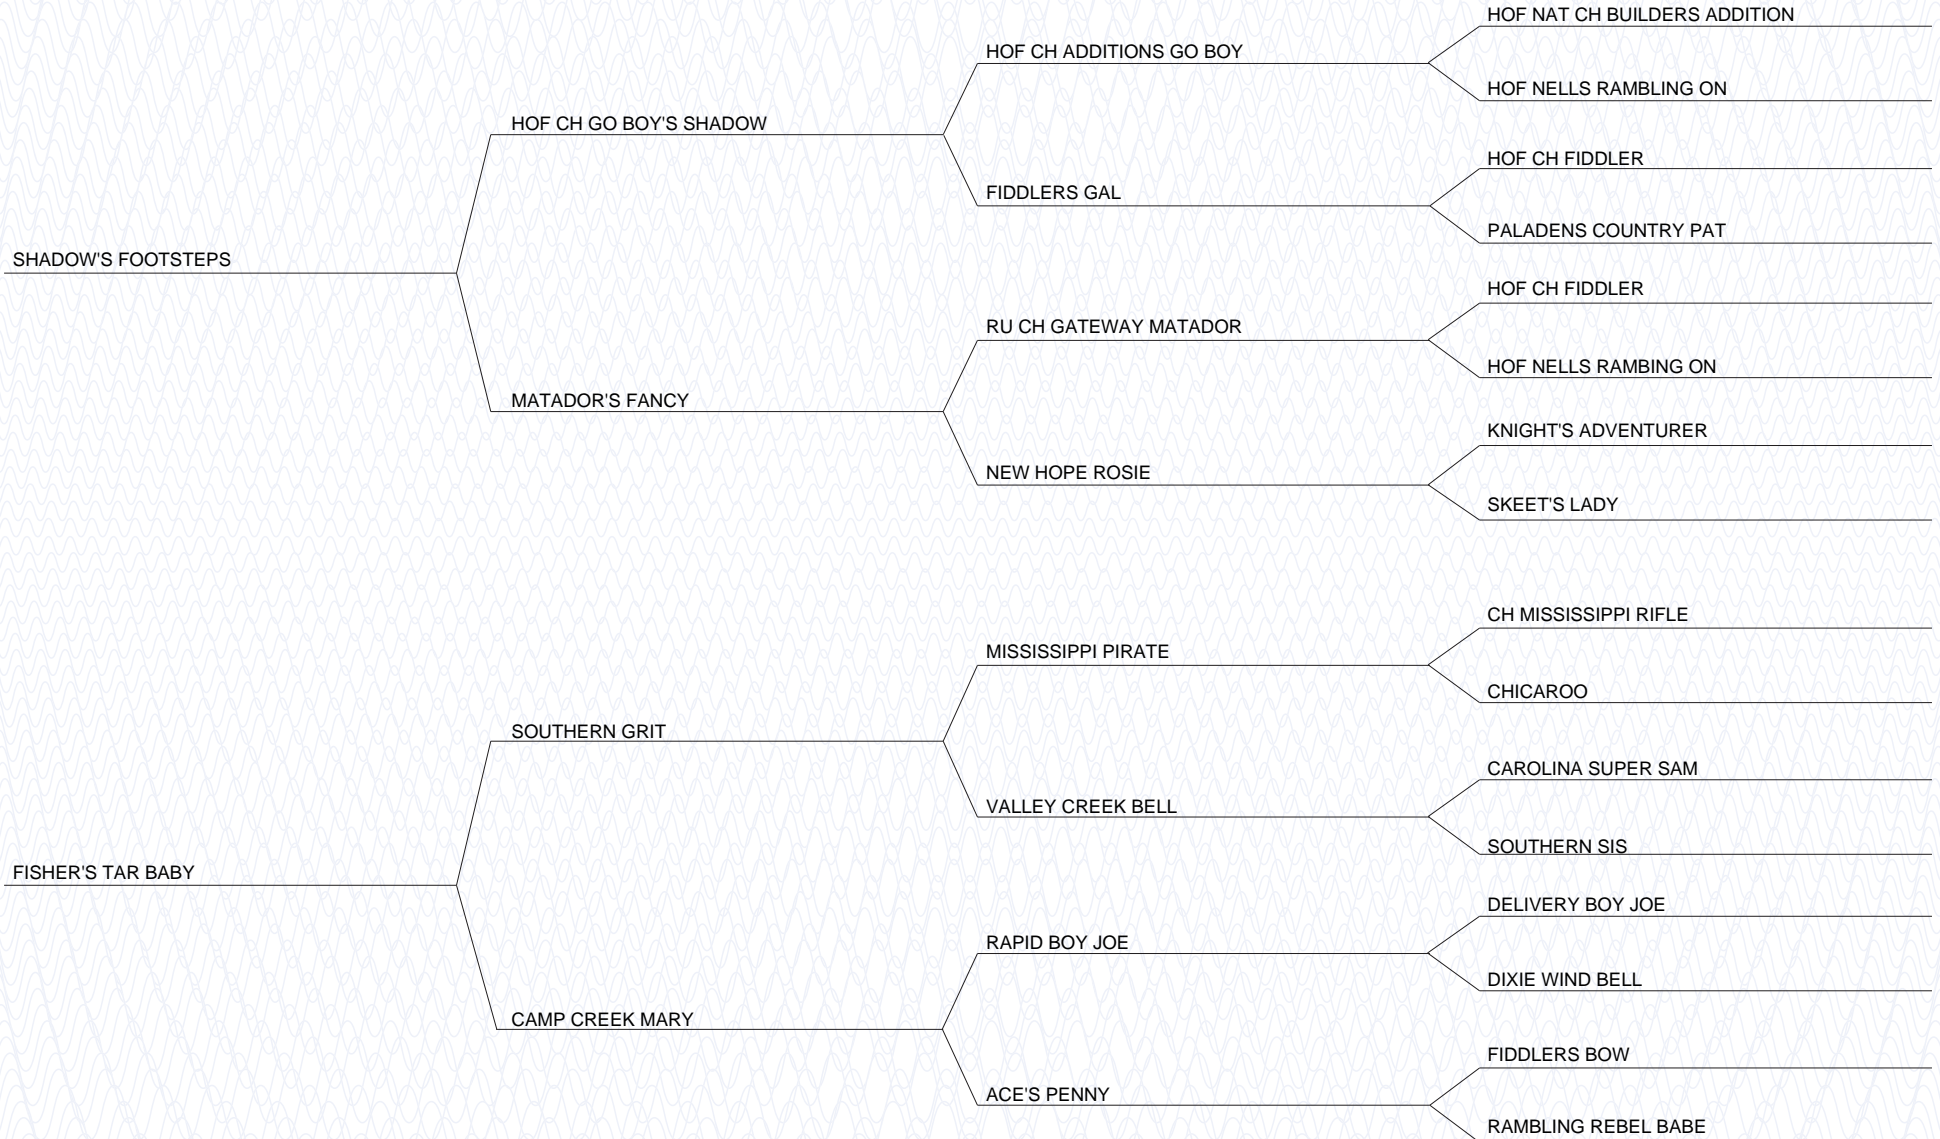 HOF NAT CH BUILDERS ADDITION
HOF CH ADDITIONS GO BOY
HOF NELLS RAMBLING ON
HOF CH GO BOY'S SHADOW
HOF CH FIDDLER
FIDDLERS GAL
PALADENS COUNTRY PAT
SHADOW'S FOOTSTEPS
HOF CH FIDDLER
RU CH GATEWAY MATADOR
HOF NELLS RAMBING ON
MATADOR'S FANCY
KNIGHT'S ADVENTURER
NEW HOPE ROSIE
SKEET'S LADY
CH MISSISSIPPI RIFLE
MISSISSIPPI PIRATE
CHICAROO
SOUTHERN GRIT
CAROLINA SUPER SAM
VALLEY CREEK BELL
SOUTHERN SIS
FISHER'S TAR BABY
DELIVERY BOY JOE
RAPID BOY JOE
DIXIE WIND BELL
CAMP CREEK MARY
FIDDLERS BOW
ACE'S PENNY
RAMBLING REBEL BABE